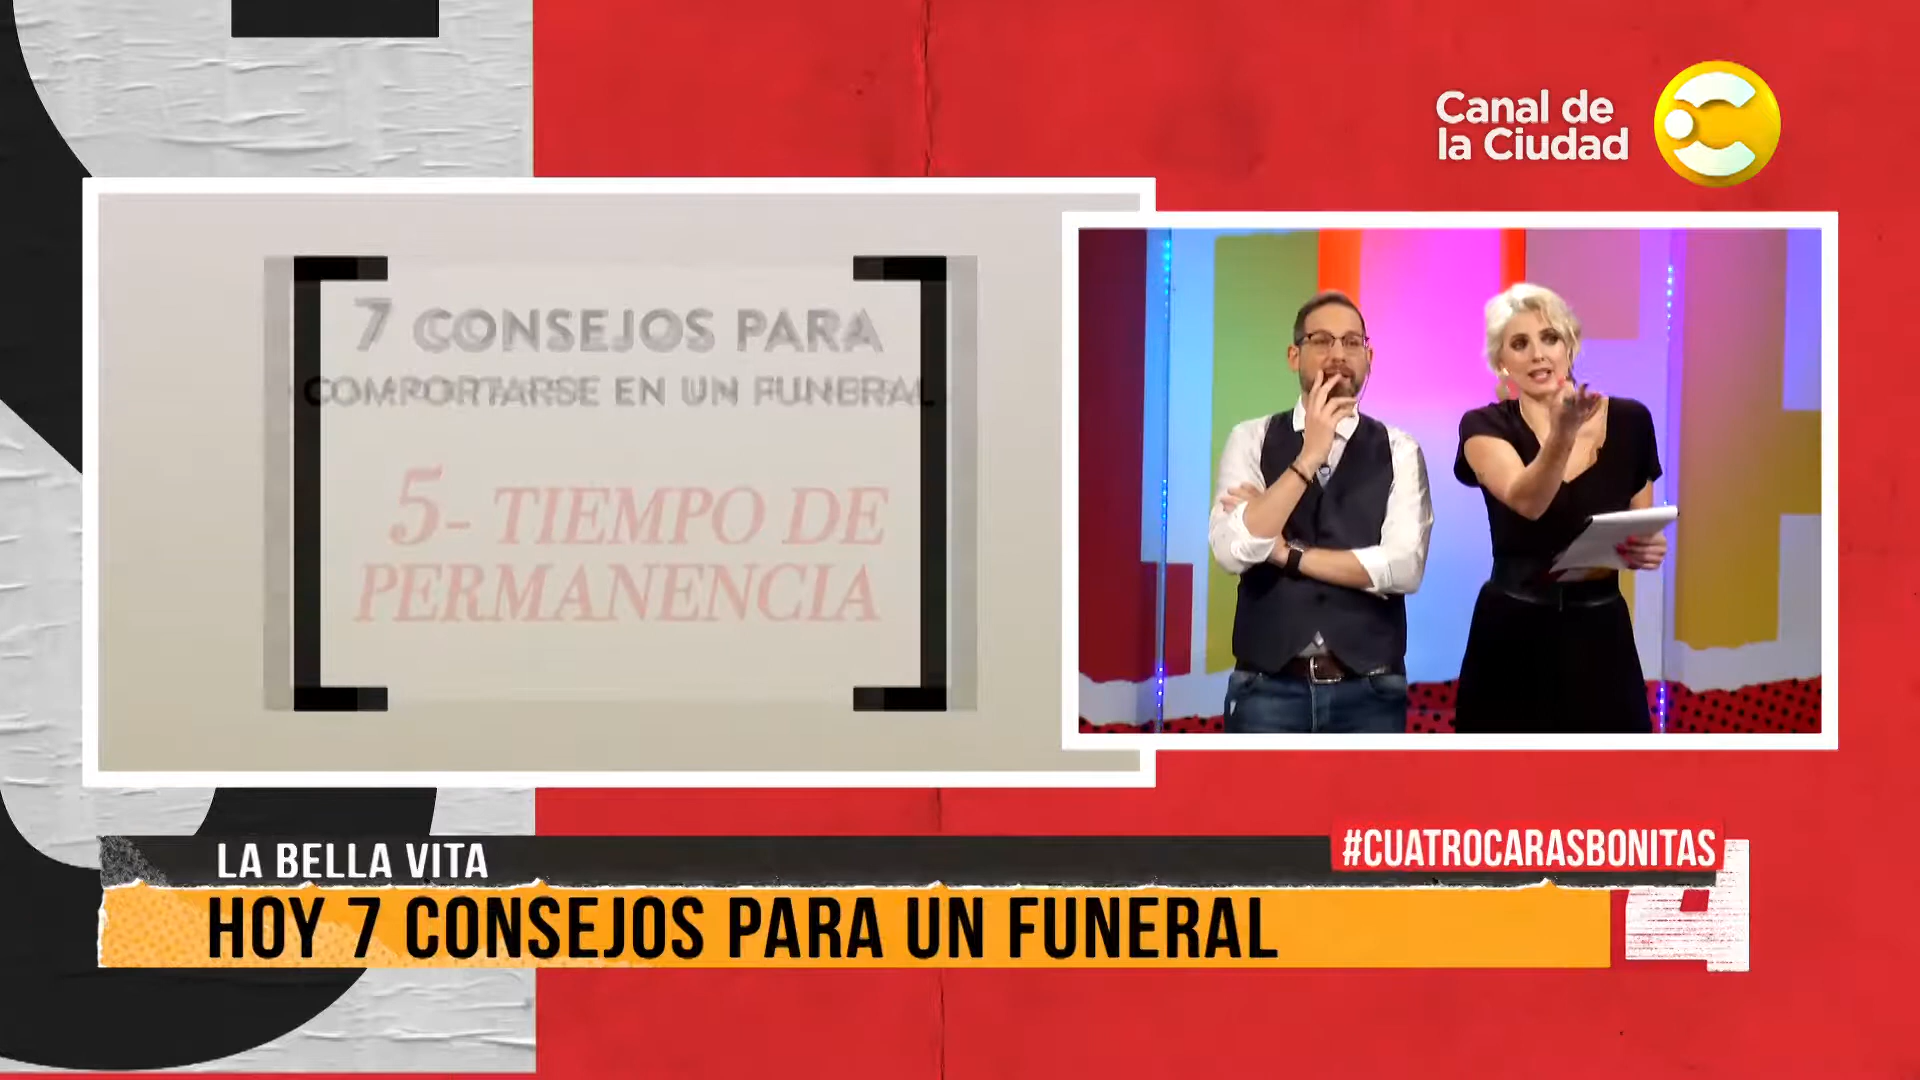 Canal de
la Ciudad
7 CONSEJOS PARA
COMPORTARSE EN UN FUNERAL
5- TIEMPO DE
PERMANENCIA
#CUATROCARASBONITAS
LA BELLA VITA
HOY 7 CONSEJOS PARA UN FUNERAL